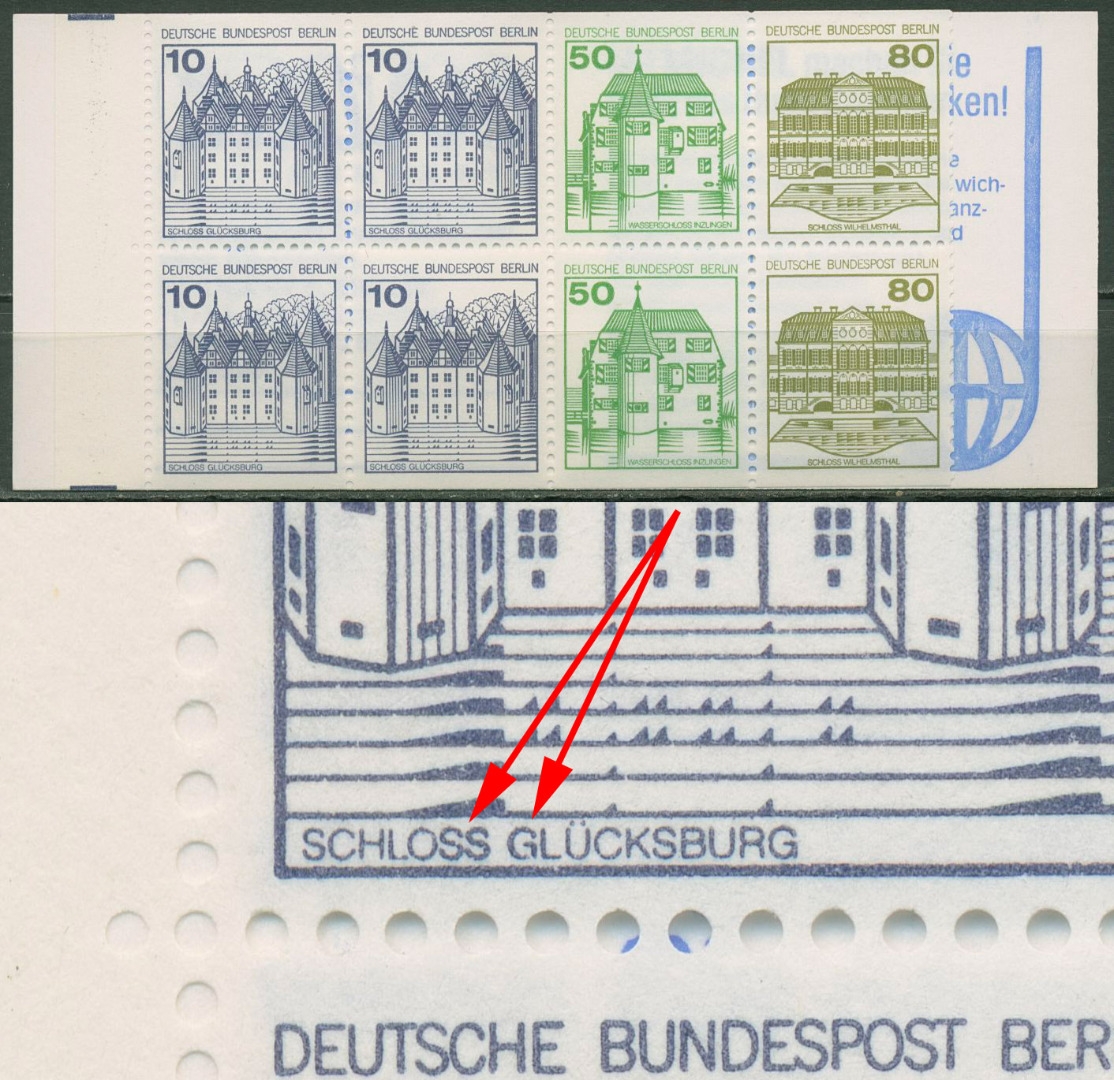 DEUTSCHE BUNDESPOST BERLIN
10
SCHLOSS GLÜCKSBURG
DEUTSCHE BUNDESPOST BERLIN
10
SCHLOSS GLÜCKSBURG
DEUTSCHE BUNDESPOST BERLIN
50
WASSERSCHLOSS INZLINGEN
DEUTSCHE BUNDESPOST BERLIN
80
SCHLOSS WILHELMSTHAL
ken!
wich-
anz-
DEUTSCHE BUNDESPOST BERLIN
10
SCHLOSS GLÜCKSBURG
DEUTSCHE BUNDESPOST BERLIN
10
SCHLOSS GLÜCKSBURG
DEUTSCHE BUNDESPOST BERLIN
50
WASSERSCHLOSS INZLINGEN
DEUTSCHE BUNDESPOST BERLIN
80
SCHLOSS WILHELMSTHAL
SCHLOSS GLÜCKSBURG
DEUTSCHE BUNDESPOST BER